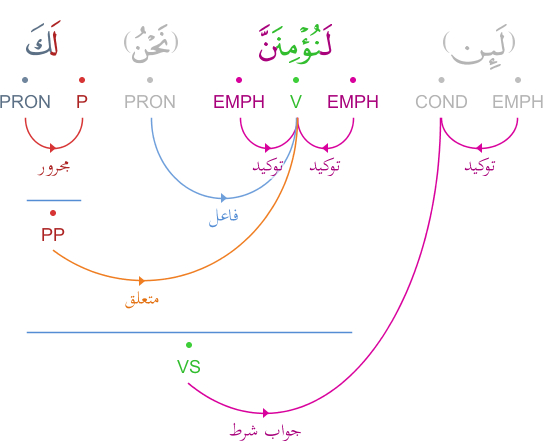 (لَئِن) لَنُؤْمِنَنَّ (نَحْنُ) لَكَ
PRON P PRON EMPH V EMPH COND EMPH
مجرور توكيد توكيد توكيد
فاعل
PP
متعلق
VS
جواب شرط